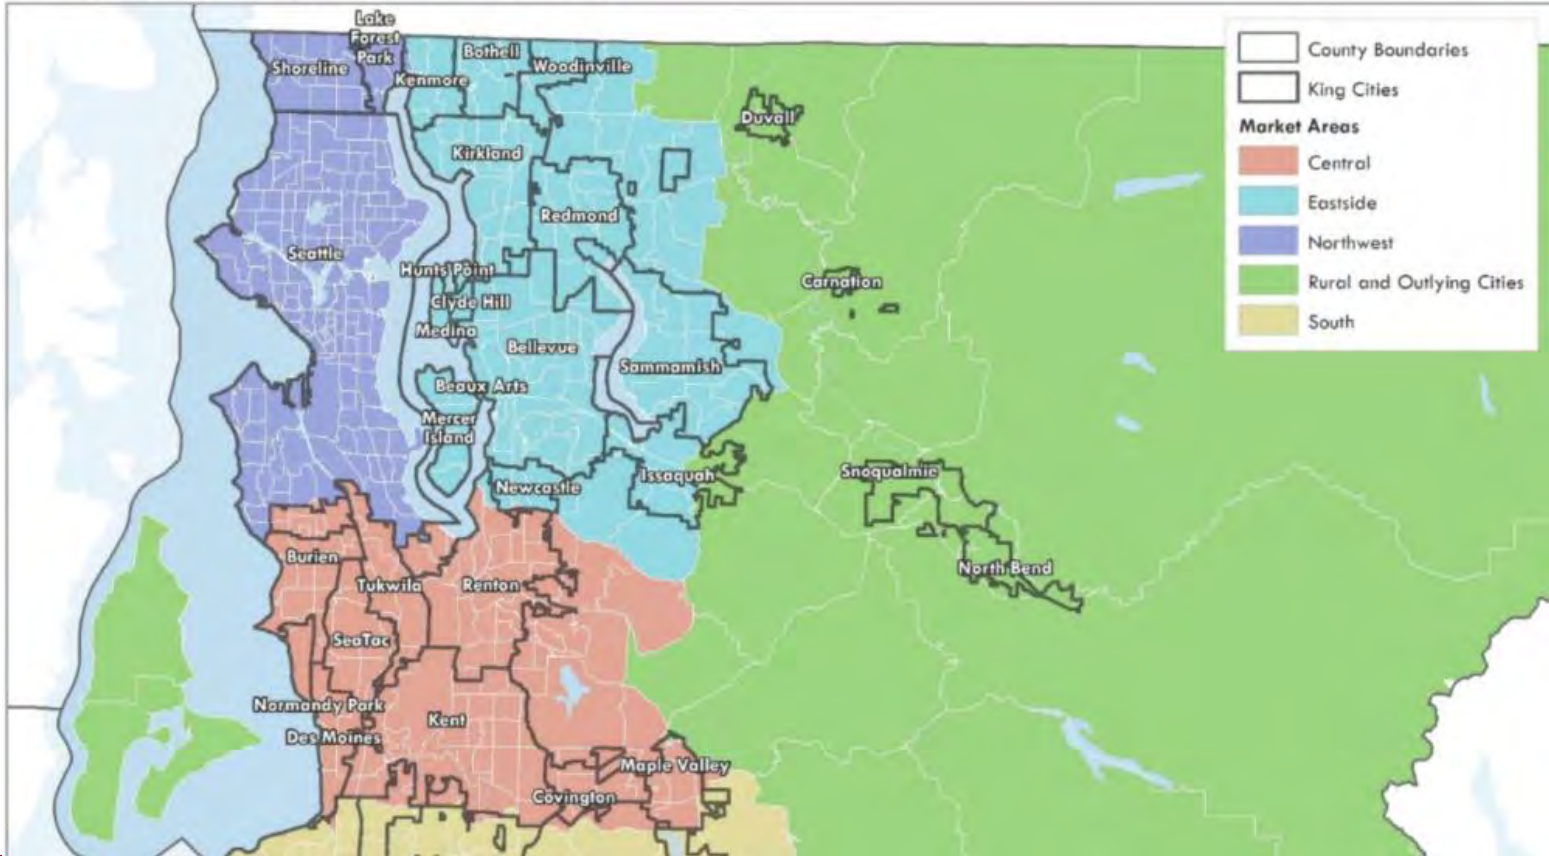 Lake
Forest
Park
Shoreline
Kenmore
Bothell
Woodinville
Duvall
Kirkland
Redmond
Seattle
Hunts Point
Clyde Hill
Medina
Bellevue
Carnation
Sammamish
Beaux Arts
Mercer
Island
Newcastle
Issaquah
Snoqualmie
North Bend
Burien
Tukwila
Renton
SeaTac
Normandy Park
Kent
Des Moines
Maple Valley
Covington
County Boundaries
King Cities
Market Areas
Central
Eastside
Northwest
Rural and Outlying Cities
South